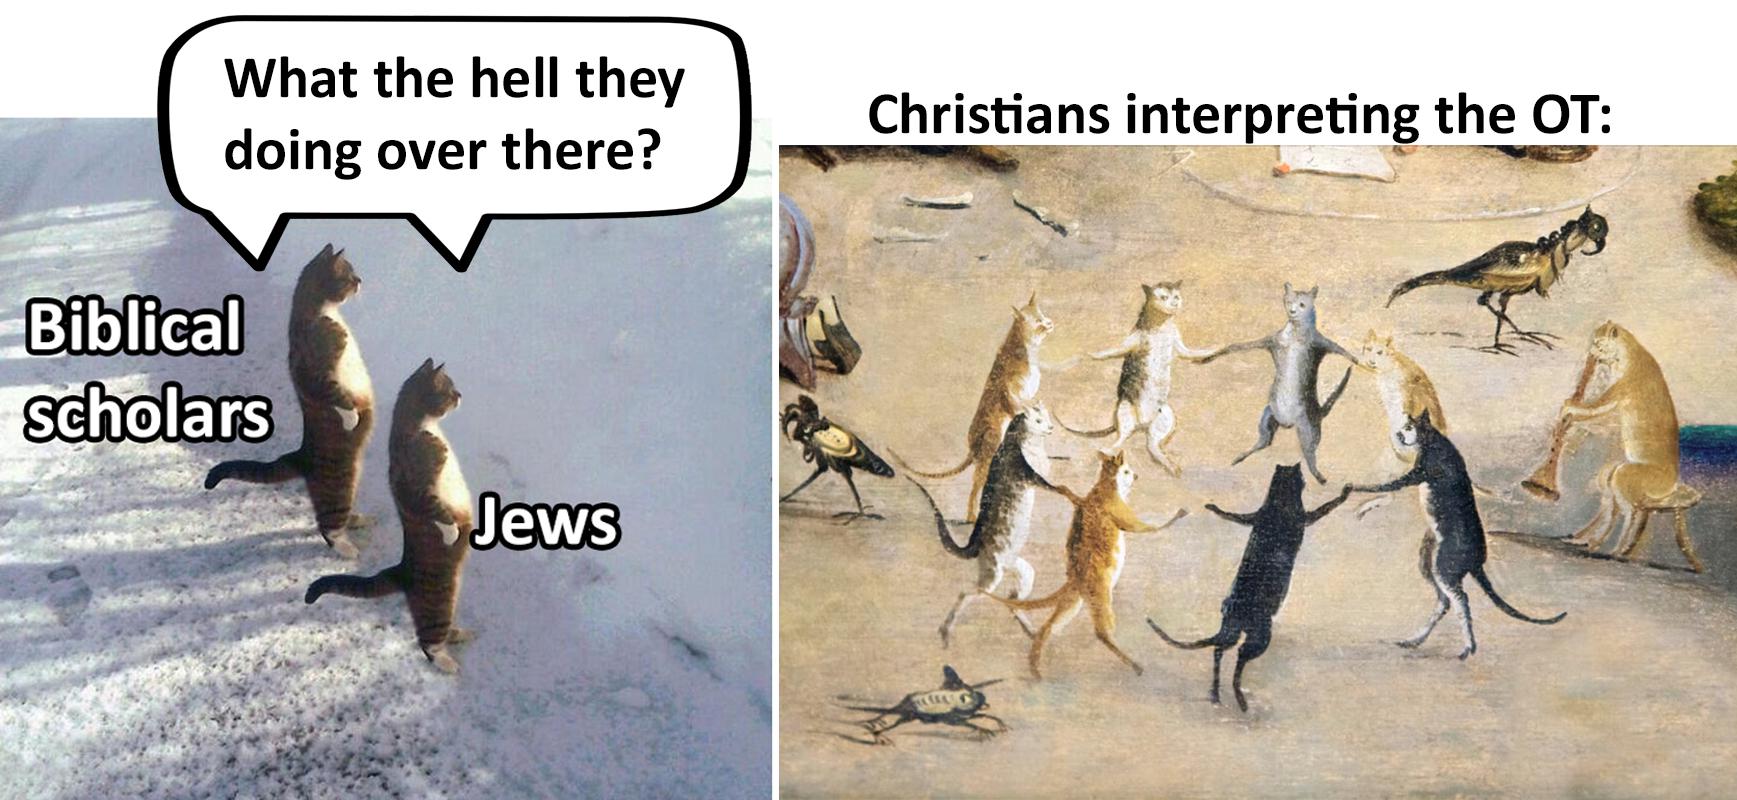 What the hell they
doing over there?
Biblical
scholars
Jews
Christians interpreting the OT: